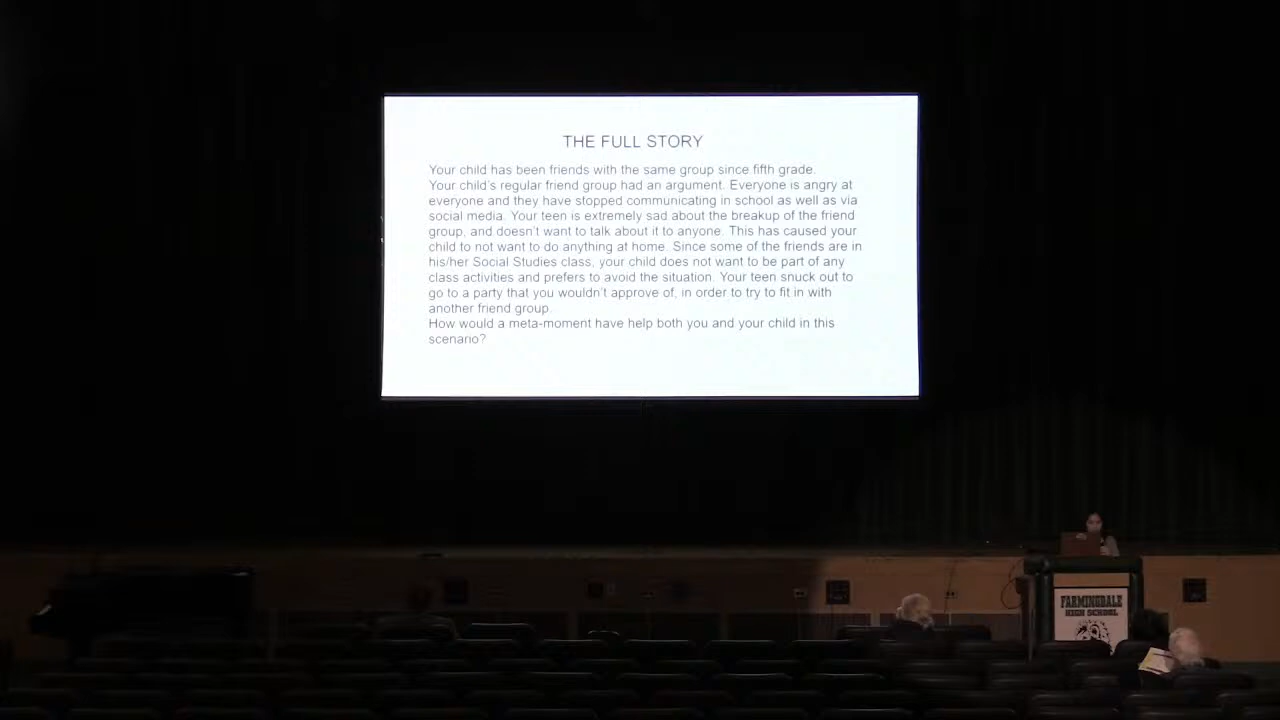 THE FULL STORY
Your child has been friends with the same group since fifth grade.
Your child's regular friend group had an argument. Everyone is angry at
everyone and they have stopped communicating in school as well as via
social media. Your teen is extremely sad about the breakup of the friend
group, and doesn't want to talk about it to anyone. This has caused your
child to not want to do anything at home. Since some of the friends are in
his/her Social Studies class, your child does not want to be part of any
class activities and prefers to avoid the situation. Your teen snuck out to
go to a party that you wouldn't approve of, in order to try to fit in with
another friend group.
How would a meta-moment have help both you and your child in this
scenario?
FARMINGDALE
HIGH SCHOOL